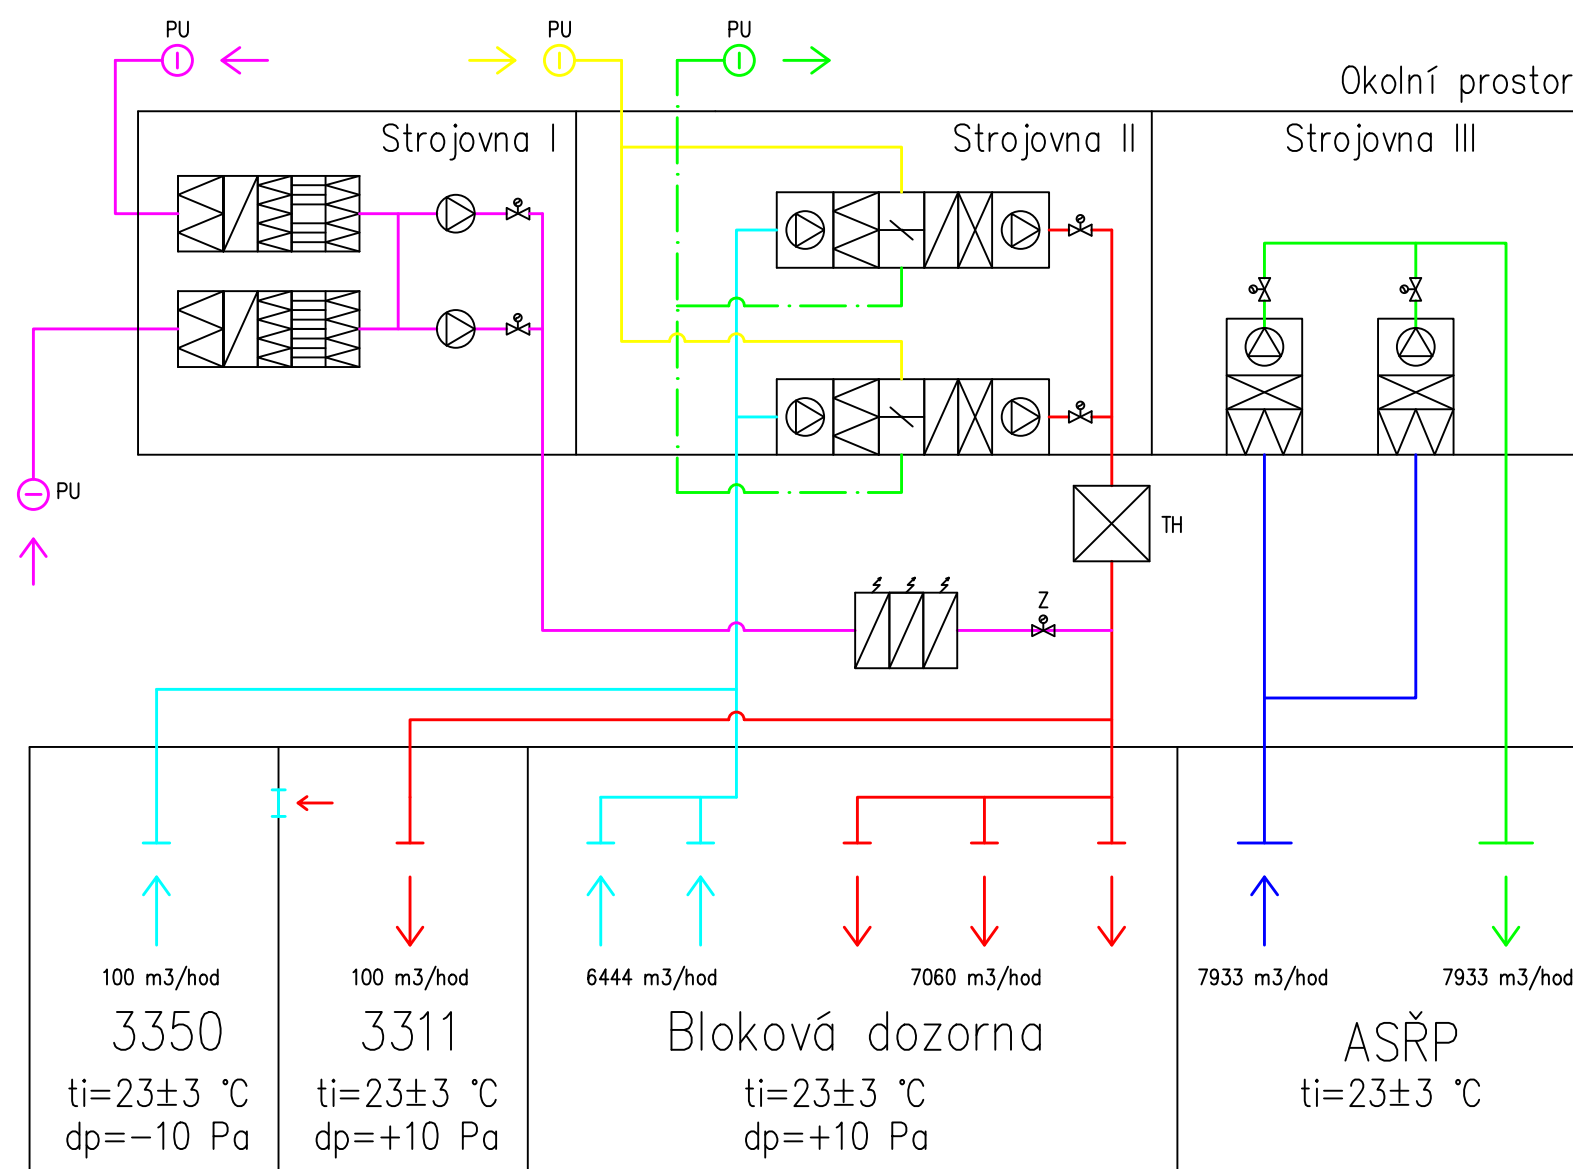 PU
PU
PU
Okolní prostor
Strojovna I
Strojovna II
Strojovna III
PU
TH
Z
100 m3/hod
100 m3/hod
6444 m3/hod
7060 m3/hod
7933 m3/hod
7933 m3/hod
3350
ti=23±3 °C
dp=-10 Pa
3311
ti=23±3 °C
dp=+10 Pa
Bloková dozorna
ti=23±3 °C
dp=+10 Pa
ASŘP
ti=23±3 °C